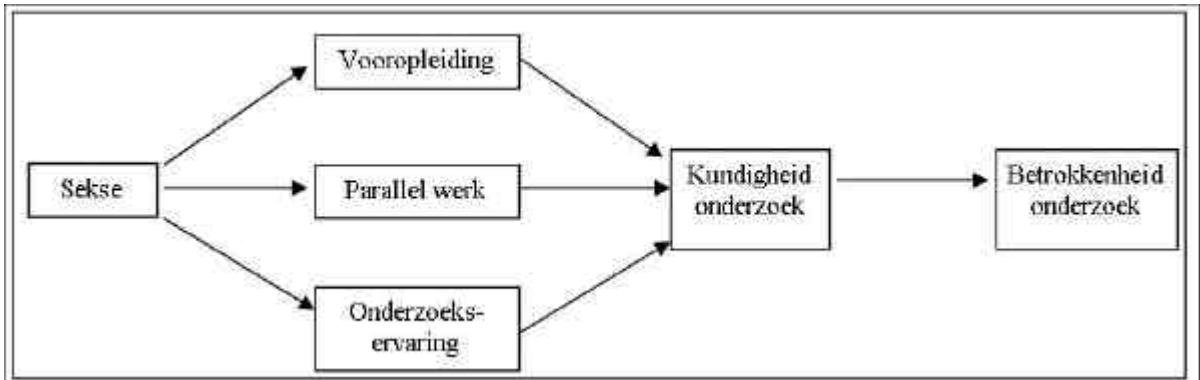 Vooropleiding
Sekse
Parallel werk
Kundigheid
onderzoek
Betrokkenheid
onderzoek
Onderzoeks-
ervaring